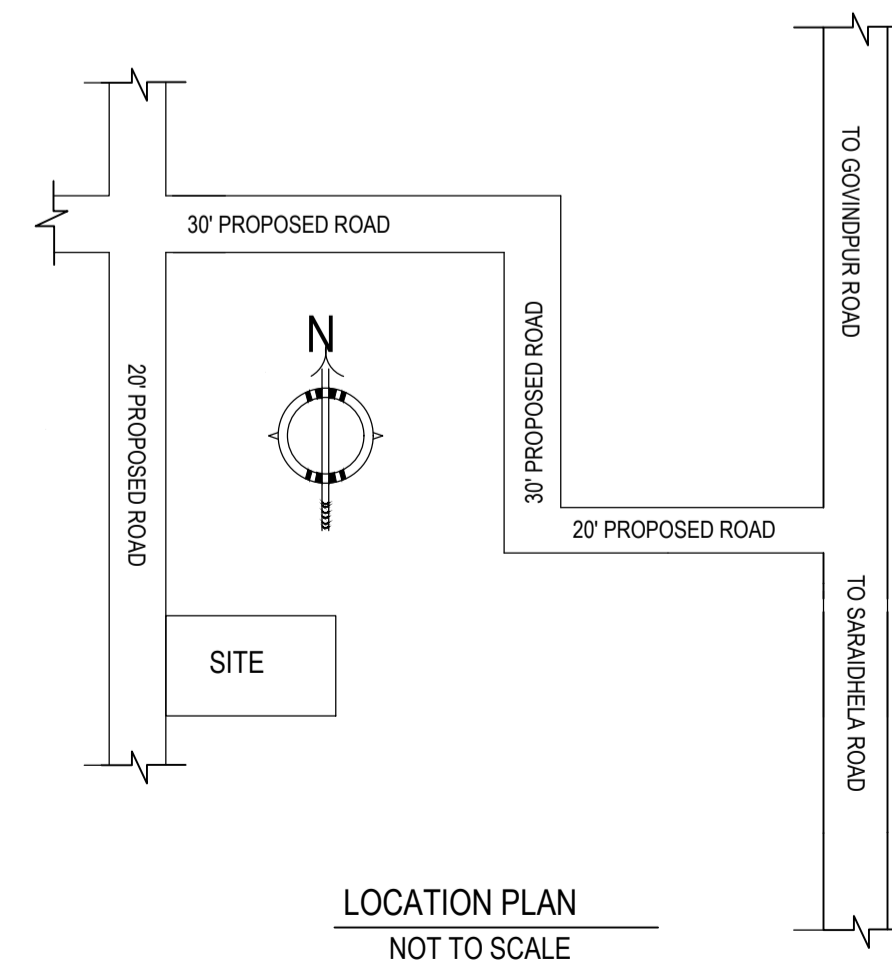 TO GOVINDPUR ROAD
30' PROPOSED ROAD
N
30' PROPOSED ROAD
20' PROPOSED ROAD
20' PROPOSED ROAD
TO SARAIDHELA ROAD
SITE
LOCATION PLAN
NOT TO SCALE